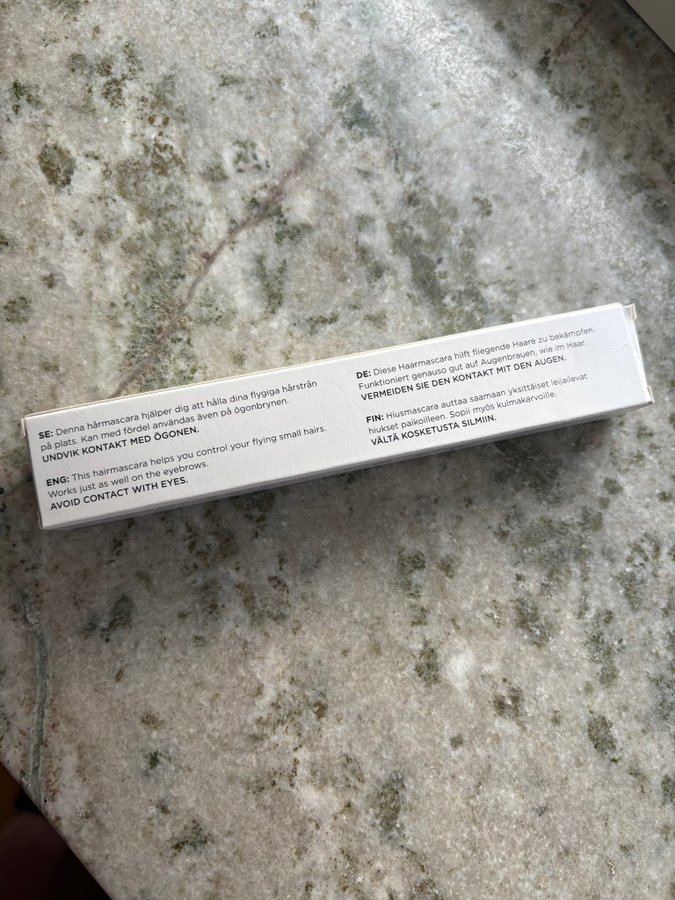 SE: Denna hårmascara hjälper dig att hålla dina flygiga hårstrån
på plats. Kan med fördel användas även på ögonbrynen.
UNDVIK KONTAKT MED ÖGONEN.
ENG: This hairmascara helps you control your flying small hairs.
Works just as well on the eyebrows.
AVOID CONTACT WITH EYES.
DE: Diese Haarmascara hilft fliegende Haare zu bekämpfen.
Funktioniert genauso gut auf Augenbrauen, wie im Haar.
VERMEIDEN SIE DEN KONTAKT MIT DEN AUGEN.
FIN: Hiusmascara auttaa saamaan yksittäiset leijailevat
hiukset paikoilleen. Sopii myös kulmakarvoille.
VÄLTÄ KOSKETUSTA SILMIIN.